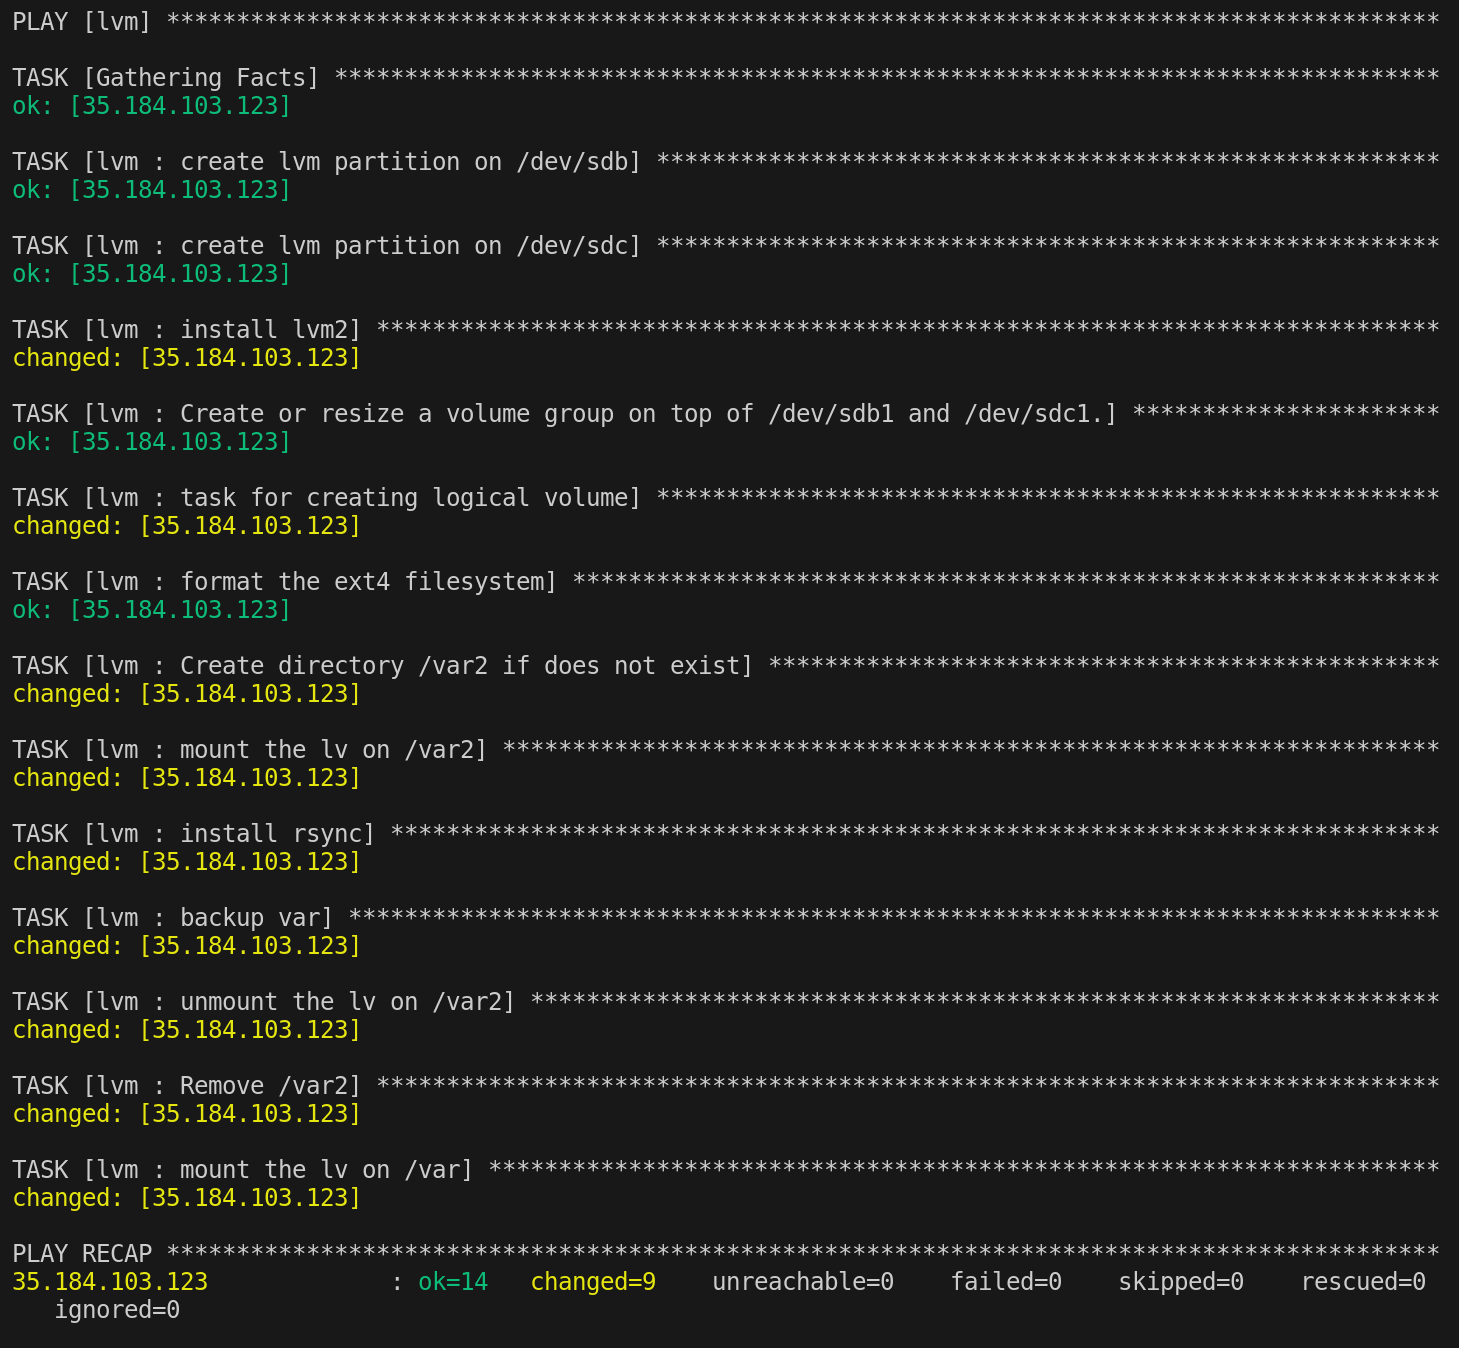 PLAY [lvm] *******************************************************************************************
TASK [Gathering Facts] *******************************************************************************
ok: [35.184.103.123]
TASK [lvm : create lvm partition on /dev/sdb] ********************************************************
ok: [35.184.103.123]
TASK [lvm : create lvm partition on /dev/sdc] ********************************************************
ok: [35.184.103.123]
TASK [lvm : install lvm2] ****************************************************************************
changed: [35.184.103.123]
TASK [lvm : Create or resize a volume group on top of /dev/sdb1 and /dev/sdc1.] **********************
ok: [35.184.103.123]
TASK [lvm : task for creating logical volume] ********************************************************
changed: [35.184.103.123]
TASK [lvm : format the ext4 filesystem] **************************************************************
ok: [35.184.103.123]
TASK [lvm : Create directory /var2 if does not exist] ************************************************
changed: [35.184.103.123]
TASK [lvm : mount the lv on /var2] *******************************************************************
changed: [35.184.103.123]
TASK [lvm : install rsync] ***************************************************************************
changed: [35.184.103.123]
TASK [lvm : backup var] ******************************************************************************
changed: [35.184.103.123]
TASK [lvm : unmount the lv on /var2] *****************************************************************
changed: [35.184.103.123]
TASK [lvm : Remove /var2] ****************************************************************************
changed: [35.184.103.123]
TASK [lvm : mount the lv on /var] ********************************************************************
changed: [35.184.103.123]
PLAY RECAP *******************************************************************************************
35.184.103.123             : ok=14   changed=9    unreachable=0    failed=0    skipped=0    rescued=0
   ignored=0